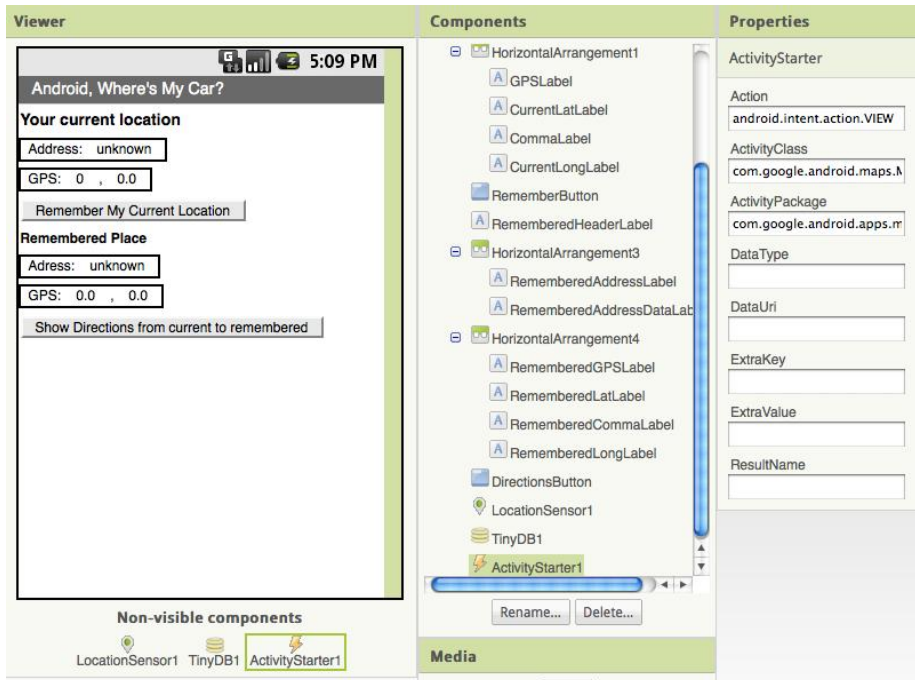 Viewer
5:09 PM
Android, Where's My Car?
Your current location
Address: unknown
GPS: 0 , 0.0
Remember My Current Location
Remembered Place
Adress: unknown
GPS: 0.0 , 0.0
Show Directions from current to remembered
Non-visible components
LocationSensor1 TinyDB1 ActivityStarter1
Components
HorizontalArrangement1
A GPSLabel
A CurrentLatLabel
A CommaLabel
A CurrentLongLabel
RememberButton
A RememberedHeaderLabel
HorizontalArrangement3
A RememberedAddressLabel
A RememberedAddressDataLab
HorizontalArrangement4
A RememberedGPSLabel
A RememberedLatLabel
A RememberedCommaLabel
A RememberedLongLabel
DirectionsButton
LocationSensor1
TinyDB1
ActivityStarter1
Rename... Delete...
Media
Properties
ActivityStarter
Action
android.intent.action.VIEW
ActivityClass
com.google.android.maps.M
ActivityPackage
com.google.android.apps.m
DataType
DataUri
ExtraKey
ExtraValue
ResultName